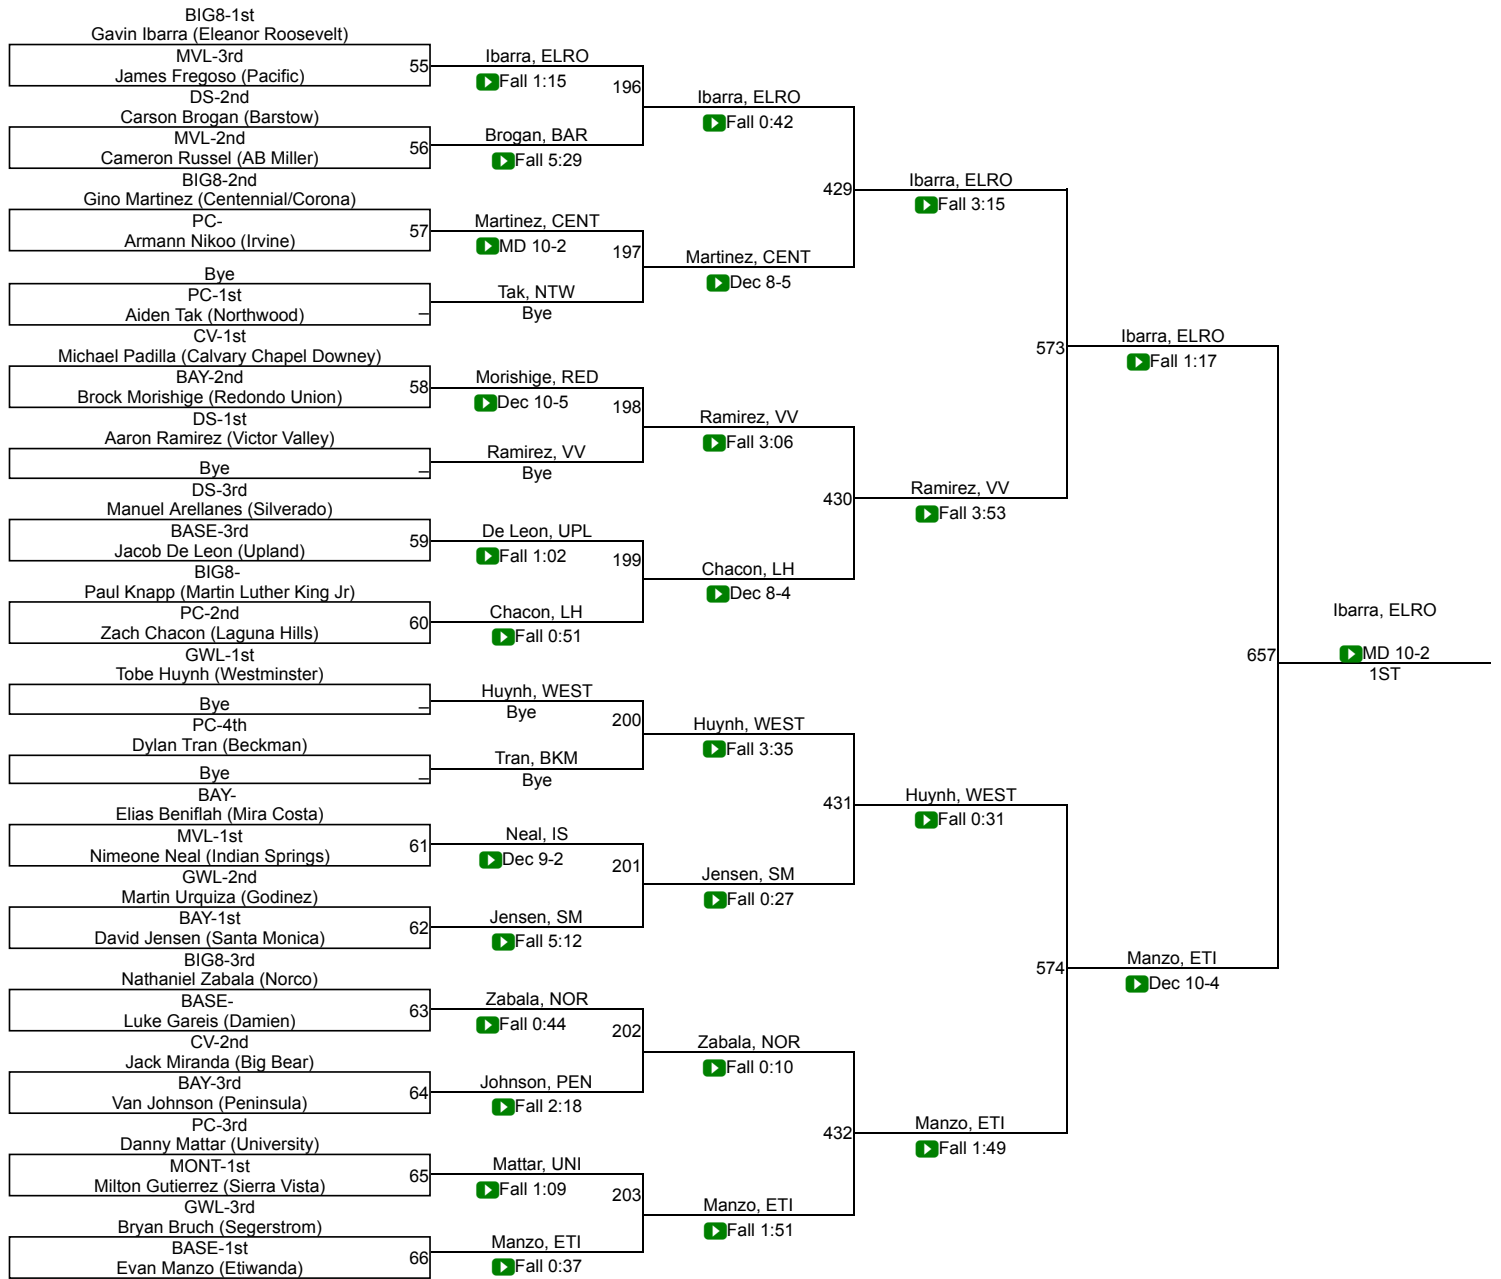 BIG8-1st
Gavin Ibarra (Eleanor Roosevelt)
MVL-3rd
James Fregoso (Pacific)
55
DS-2nd
Carson Brogan (Barstow)
MVL-2nd
Cameron Russel (AB Miller)
56
BIG8-2nd
Gino Martinez (Centennial/Corona)
PC-
Armann Nikoo (Irvine)
57
Bye
PC-1st
Aiden Tak (Northwood)
_
CV-1st
Michael Padilla (Calvary Chapel Downey)
BAY-2nd
Brock Morishige (Redondo Union)
58
DS-1st
Aaron Ramirez (Victor Valley)
Bye
_
DS-3rd
Manuel Arellanes (Silverado)
BASE-3rd
Jacob De Leon (Upland)
59
BIG8-
Paul Knapp (Martin Luther King Jr)
PC-2nd
Zach Chacon (Laguna Hills)
60
GWL-1st
Tobe Huynh (Westminster)
Bye
_
PC-4th
Dylan Tran (Beckman)
Bye
_
BAY-
Elias Beniflah (Mira Costa)
MVL-1st
Nimeone Neal (Indian Springs)
61
GWL-2nd
Martin Urquiza (Godinez)
BAY-1st
David Jensen (Santa Monica)
62
BIG8-3rd
Nathaniel Zabala (Norco)
BASE-
Luke Gareis (Damien)
63
CV-2nd
Jack Miranda (Big Bear)
BAY-3rd
Van Johnson (Peninsula)
64
PC-3rd
Danny Mattar (University)
MONT-1st
Milton Gutierrez (Sierra Vista)
65
GWL-3rd
Bryan Bruch (Segerstrom)
BASE-1st
Evan Manzo (Etiwanda)
66
Ibarra, ELRO
Fall 1:15
196
Brogan, BAR
Fall 5:29
Martinez, CENT
MD 10-2
197
Tak, NTW
Bye
Morishige, RED
Dec 10-5
198
Ramirez, VV
Bye
De Leon, UPL
Fall 1:02
199
Chacon, LH
Fall 0:51
Huynh, WEST
Bye
200
Tran, BKM
Bye
Neal, IS
Dec 9-2
201
Jensen, SM
Fall 5:12
Zabala, NOR
Fall 0:44
202
Johnson, PEN
Fall 2:18
Mattar, UNI
Fall 1:09
203
Manzo, ETI
Fall 0:37
Ibarra, ELRO
Fall 0:42
429
Martinez, CENT
Dec 8-5
Ramirez, VV
Fall 3:06
430
Chacon, LH
Dec 8-4
Huynh, WEST
Fall 3:35
431
Jensen, SM
Fall 0:27
Zabala, NOR
Fall 0:10
432
Manzo, ETI
Fall 1:51
Ibarra, ELRO
Fall 3:15
573
Ramirez, VV
Fall 3:53
Huynh, WEST
Fall 0:31
574
Manzo, ETI
Fall 1:49
Ibarra, ELRO
Fall 1:17
657
Manzo, ETI
Dec 10-4
Ibarra, ELRO
MD 10-2
1ST